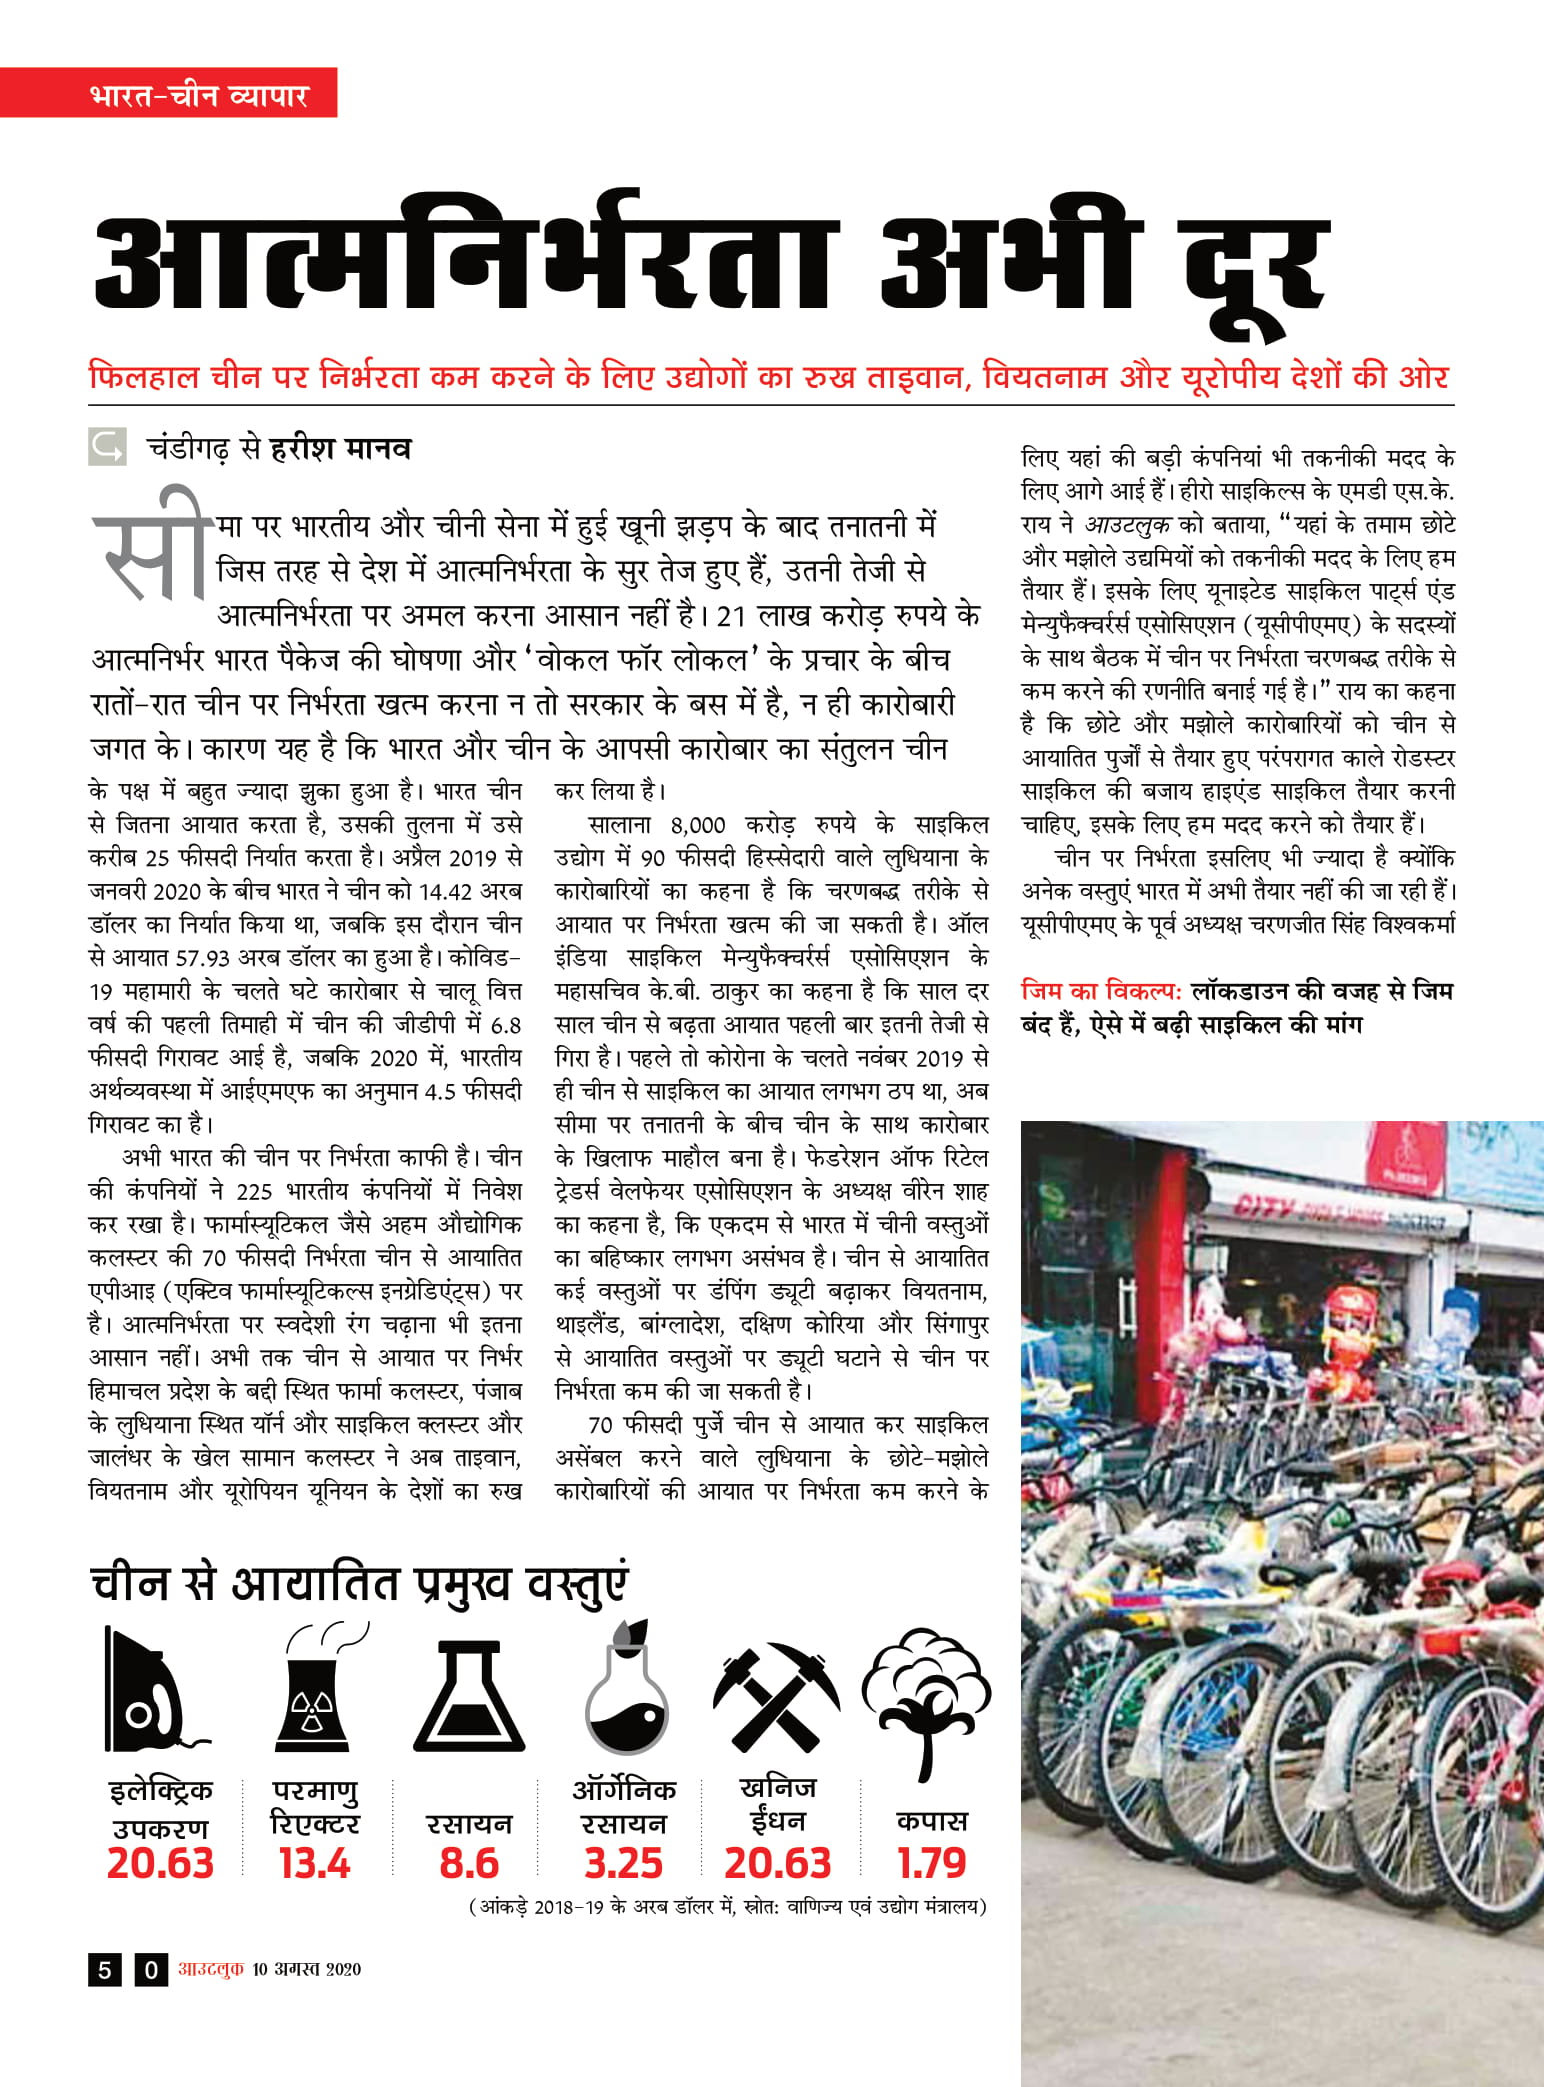 भारत-चीन व्यापार
आत्मनिर्भरता अभी दूर
फिलहाल चीन पर निर्भरता कम करने के लिए उद्योगों का रुख ताइवान, वियतनाम और यूरोपीय देशों की ओर
चंडीगढ़ से हरीश मानव
सीमा पर भारतीय और चीनी सेना में हुई खूनी झड़प के बाद तनातनी में
जिस तरह से देश में आत्मनिर्भरता के सुर तेज हुए हैं, उतनी तेजी से
आत्मनिर्भरता पर अमल करना आसान नहीं है। 21 लाख करोड़ रुपये के
आत्मनिर्भर भारत पैकेज की घोषणा और ‘वोकल फॉर लोकल’ के प्रचार के बीच
रातों-रात चीन पर निर्भरता खत्म करना न तो सरकार के बस में है, न ही कारोबारी
जगत के। कारण यह है कि भारत और चीन के आपसी कारोबार का संतुलन चीन
के पक्ष में बहुत ज्यादा झुका हुआ है। भारत चीन
से जितना आयात करता है, उसकी तुलना में उसे
करीब 25 फीसदी निर्यात करता है। अप्रैल 2019 से
जनवरी 2020 के बीच भारत ने चीन को 14.42 अरब
डॉलर का निर्यात किया था, जबकि इस दौरान चीन
से आयात 57.93 अरब डॉलर का हुआ है। कोविड-
19 महामारी के चलते घटे कारोबार से चालू वित्त
वर्ष की पहली तिमाही में चीन की जीडीपी में 6.8
फीसदी गिरावट आई है, जबकि 2020 में, भारतीय
अर्थव्यवस्था में आईएमएफ का अनुमान 4.5 फीसदी
गिरावट का है।
अभी भारत की चीन पर निर्भरता काफी है। चीन
की कंपनियों ने 225 भारतीय कंपनियों में निवेश
कर रखा है। फार्मास्यूटिकल जैसे अहम औद्योगिक
कलस्टर की 70 फीसदी निर्भरता चीन से आयातित
एपीआइ (एक्टिव फार्मास्यूटिकल्स इनग्रेडिएंट्स) पर
है। आत्मनिर्भरता पर स्वदेशी रंग चढ़ाना भी इतना
आसान नहीं। अभी तक चीन से आयात पर निर्भर
हिमाचल प्रदेश के बद्दी स्थित फार्मा कलस्टर, पंजाब
के लुधियाना स्थित यॉर्न और साइकिल क्लस्टर और
जालंधर के खेल सामान कलस्टर ने अब ताइवान,
वियतनाम और यूरोपियन यूनियन के देशों का रुख
कर लिया है।
सालाना 8,000 करोड़ रुपये के साइकिल
उद्योग में 90 फीसदी हिस्सेदारी वाले लुधियाना के
कारोबारियों का कहना है कि चरणबद्ध तरीके से
आयात पर निर्भरता खत्म की जा सकती है। ऑल
इंडिया साइकिल मेन्युफैक्चर्रर्स एसोसिएशन के
महासचिव के.बी. ठाकुर का कहना है कि साल दर
साल चीन से बढ़ता आयात पहली बार इतनी तेजी से
गिरा है। पहले तो कोरोना के चलते नवंबर 2019 से
ही चीन से साइकिल का आयात लगभग ठप था, अब
सीमा पर तनातनी के बीच चीन के साथ कारोबार
के खिलाफ माहौल बना है। फेडरेशन ऑफ रिटेल
ट्रेडर्स वेलफेयर एसोसिएशन के अध्यक्ष वीरेन शाह
का कहना है, कि एकदम से भारत में चीनी वस्तुओं
का बहिष्कार लगभग असंभव है। चीन से आयातित
कई वस्तुओं पर डंपिंग ड्यूटी बढ़ाकर वियतनाम,
थाइलैंड, बांग्लादेश, दक्षिण कोरिया और सिंगापुर
से आयातित वस्तुओं पर ड्यूटी घटाने से चीन पर
निर्भरता कम की जा सकती है।
70 फीसदी पुर्जे चीन से आयात कर साइकिल
असेंबल करने वाले लुधियाना के छोटे-मझोले
कारोबारियों की आयात पर निर्भरता कम करने के
लिए यहां की बड़ी कंपनियां भी तकनीकी मदद के
लिए आगे आई हैं। हीरो साइकिल्स के एमडी एस.के.
राय ने आउटलुक को बताया, “यहां के तमाम छोटे
और मझोले उद्यमियों को तकनीकी मदद के लिए हम
तैयार हैं। इसके लिए यूनाइटेड साइकिल पार्ट्स एंड
मेन्युफैक्चर्रर्स एसोसिएशन (यूसीपीएमए) के सदस्यों
के साथ बैठक में चीन पर निर्भरता चरणबद्ध तरीके से
कम करने की रणनीति बनाई गई है।” राय का कहना
है कि छोटे और मझोले कारोबारियों को चीन से
आयातित पुर्जों से तैयार हुए परंपरागत काले रोडस्टर
साइकिल की बजाय हाइएंड साइकिल तैयार करनी
चाहिए, इसके लिए हम मदद करने को तैयार हैं।
चीन पर निर्भरता इसलिए भी ज्यादा है क्योंकि
अनेक वस्तुएं भारत में अभी तैयार नहीं की जा रही हैं।
यूसीपीएमए के पूर्व अध्यक्ष चरणजीत सिंह विश्वकर्मा
जिम का विकल्प: लॉकडाउन की वजह से जिम
बंद हैं, ऐसे में बढ़ी साइकिल की मांग
CITY
चीन से आयातित प्रमुख वस्तुएं
इलेक्ट्रिक
उपकरण
20.63
परमाणु
रिएक्टर
13.4
रसायन
8.6
ऑर्गेनिक
रसायन
3.25
खनिज
ईंधन
20.63
कपास
1.79
(आंकड़े 2018-19 के अरब डॉलर में, स्रोत: वाणिज्य एवं उद्योग मंत्रालय)
50 आउटलुक 10 अगस्त 2020